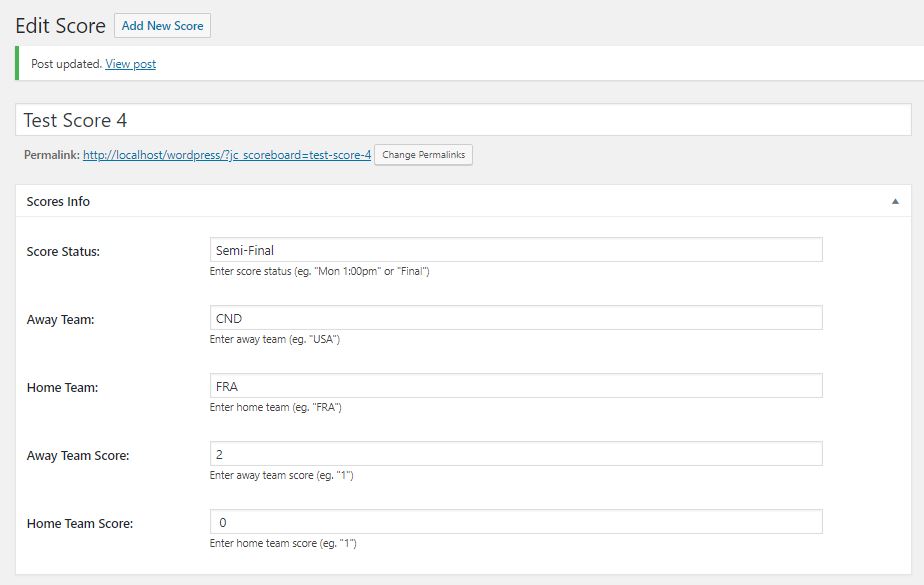 Edit Score Add New Score
Post updated. View post
Test Score 4
Permalink: http://localhost/wordpress/?jc_scoreboard=test-score-4 Change Permalinks
Scores Info
Score Status: Semi-Final
Enter score status (eg. "Mon 1:00pm" or "Final")
Away Team: CND
Enter away team (eg. "USA")
Home Team: FRA
Enter home team (eg. "FRA")
Away Team Score: 2
Enter away team score (eg. "1")
Home Team Score: 0
Enter home team score (eg. "1")